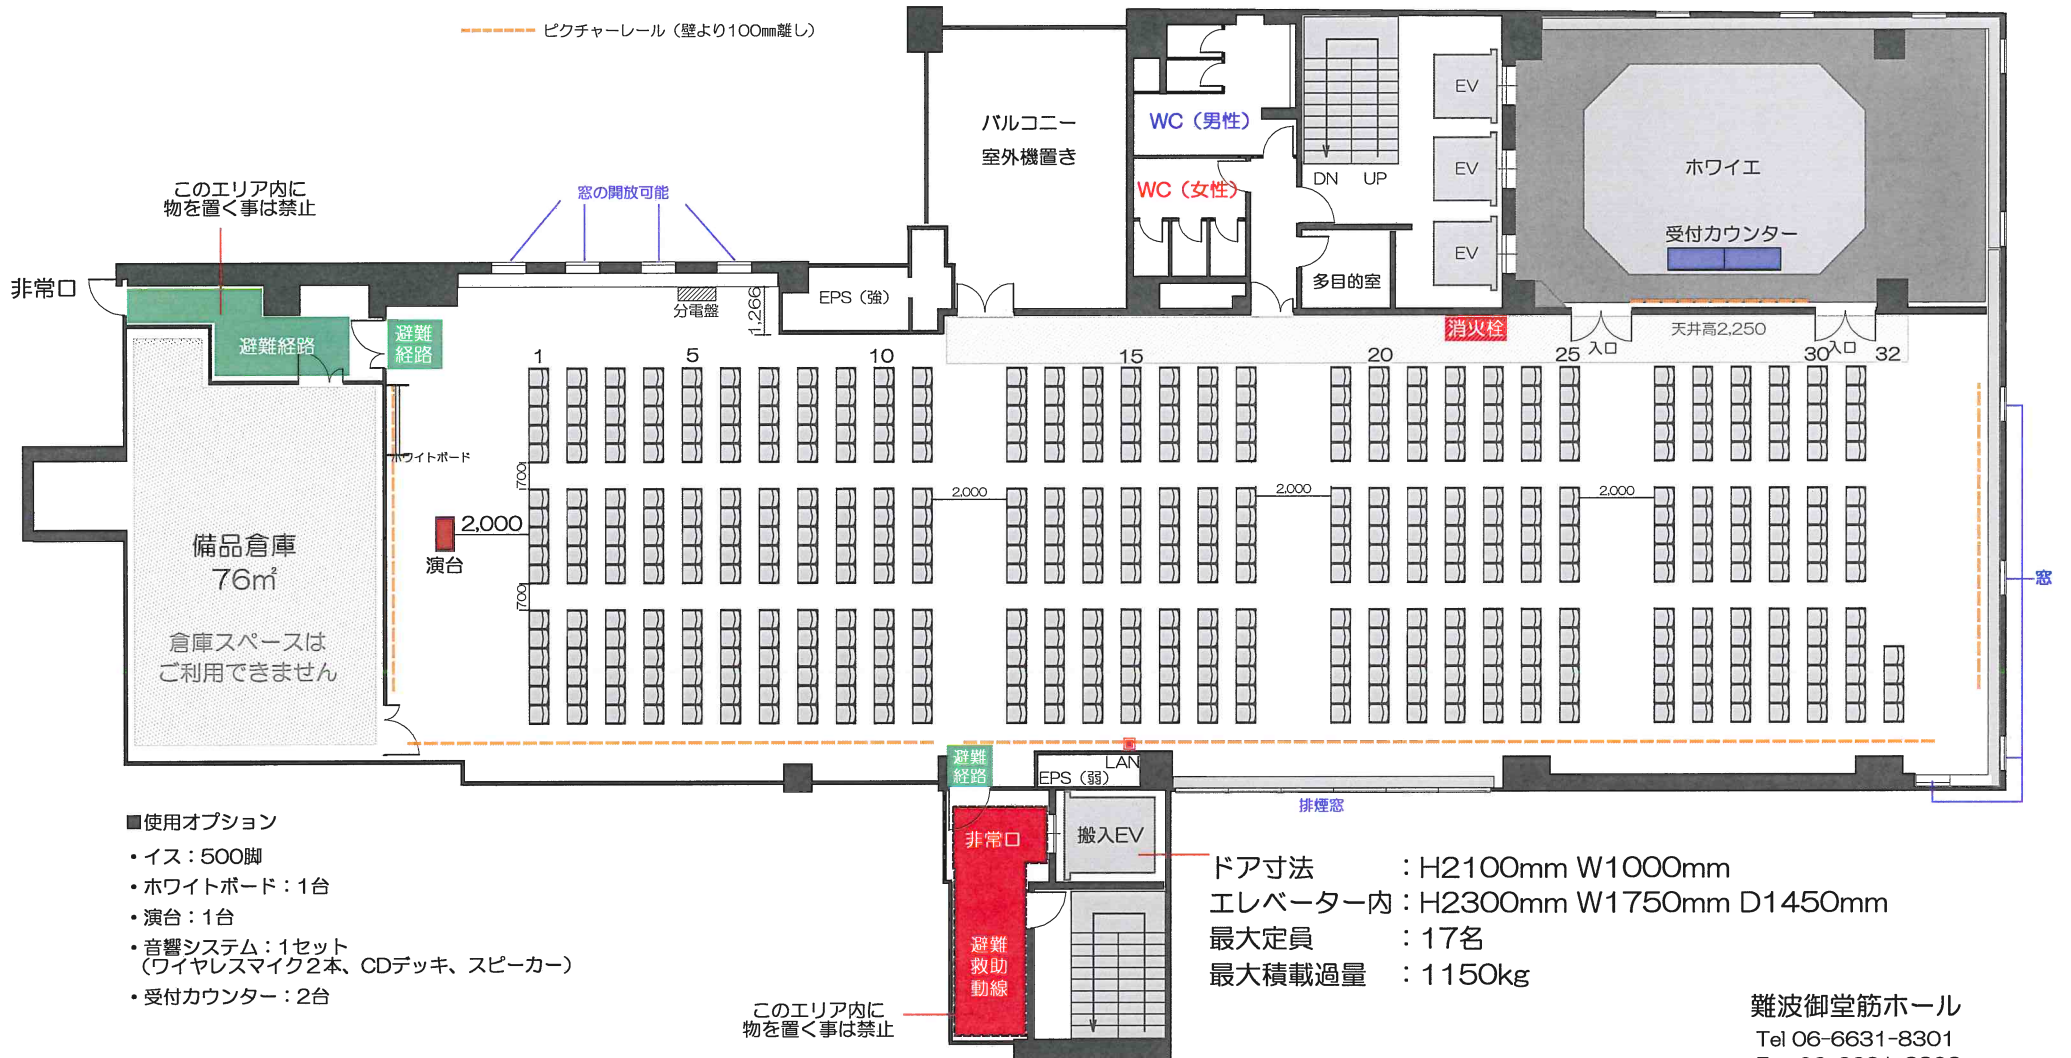 ピクチャーレール（壁より100mm離し）
バルコニー
室外機置き
WC（男性）
WC（女性）
DN
UP
EV
EV
EV
ホワイエ
受付カウンター
多目的室
このエリア内に
物を置く事は禁止
窓の開放可能
非常口
避難経路
避難
経路
分電盤
1,266
EPS（強）
消火栓
天井高2,250
入口
入口
1
5
10
15
20
25
30
32
ホワイトボード
700
2,000
2,000
2,000
2,000
演台
700
備品倉庫
76㎡
倉庫スペースは
ご利用できません
窓
避難
経路
LAN
EPS（弱）
排煙窓
非常口
搬入EV
避難
救助
動線
このエリア内に
物を置く事は禁止
■使用オプション
・イス：500脚
・ホワイトボード：1台
・演台：1台
・音響システム：1セット
（ワイヤレスマイク2本、CDデッキ、スピーカー）
・受付カウンター：2台
ドア寸法　　　：H2100mm W1000mm
エレベーター内：H2300mm W1750mm D1450mm
最大定員　　　：17名
最大積載過量　：1150kg
難波御堂筋ホール
Tel 06-6631-8301